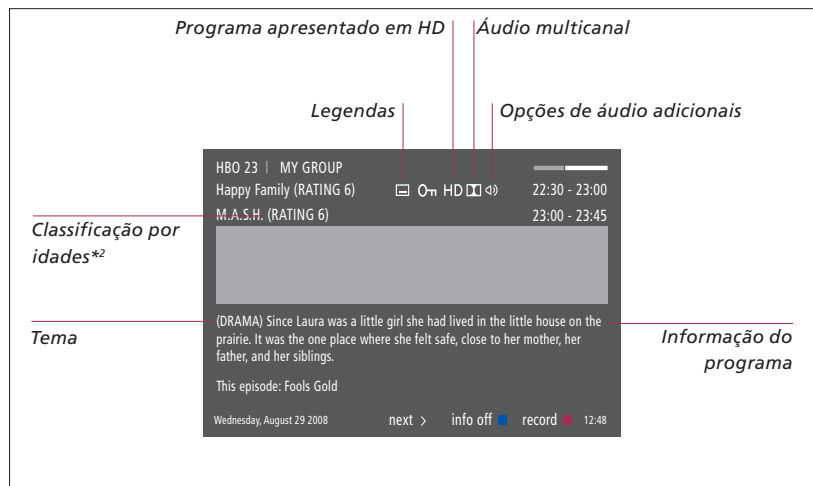 Programa apresentado em HD
Áudio multicanal
Legendas
Opções de áudio adicionais
HBO 23 | MY GROUP
Happy Family (RATING 6) HD 22:30 - 23:00
M.A.S.H. (RATING 6) 23:00 - 23:45
Classificação por
idades*²
(DRAMA) Since Laura was a little girl she had lived in the little house on the
prairie. It was the one place where she felt safe, close to her mother, her
father, and her siblings.
Tema
Informação do
programa
This episode: Fools Gold
Wednesday, August 29 2008 next > info off record 12:48